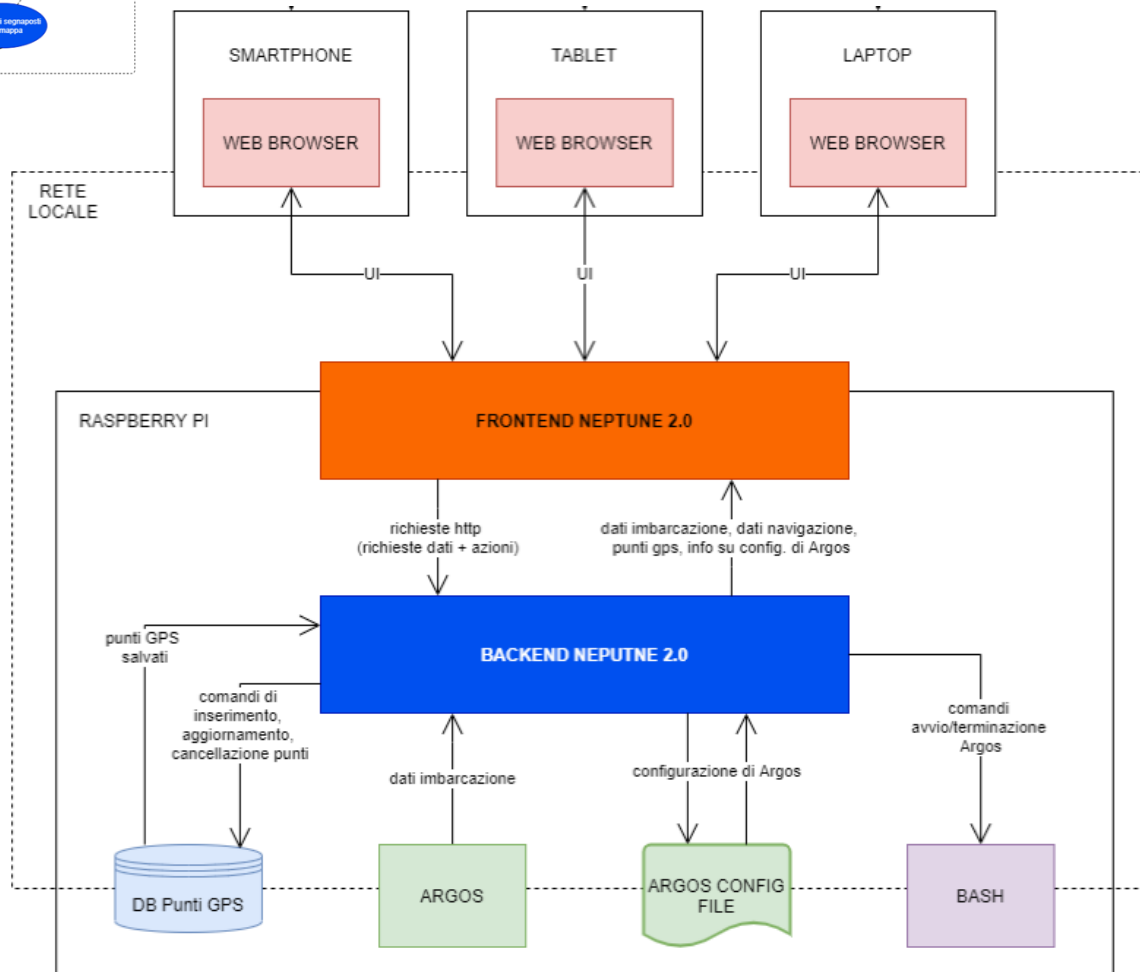 i segnaposti
mappa
SMARTPHONE
TABLET
LAPTOP
WEB BROWSER
WEB BROWSER
WEB BROWSER
RETE
LOCALE
UI
UI
UI
RASPBERRY PI
FRONTEND NEPTUNE 2.0
richieste http
(richieste dati + azioni)
dati imbarcazione, dati navigazione,
punti gps, info su config. di Argos
punti GPS
salvati
BACKEND NEPUTNE 2.0
comandi di
inserimento,
aggiornamento,
cancellazione punti
dati imbarcazione
configurazione di Argos
comandi
avvio/terminazione
Argos
DB Punti GPS
ARGOS
ARGOS CONFIG
FILE
BASH